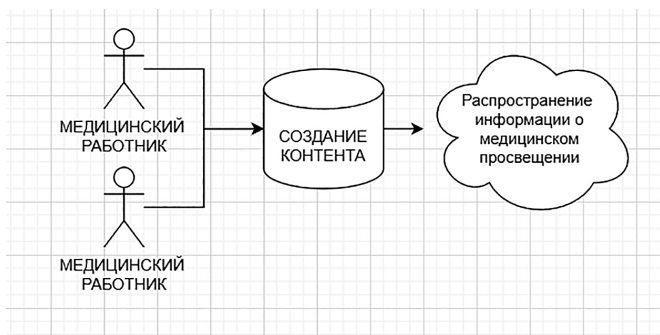 МЕДИЦИНСКИЙ
РАБОТНИК
МЕДИЦИНСКИЙ
РАБОТНИК
СОЗДАНИЕ
КОНТЕНТА
Распространение
информации о
медицинском
просвещении